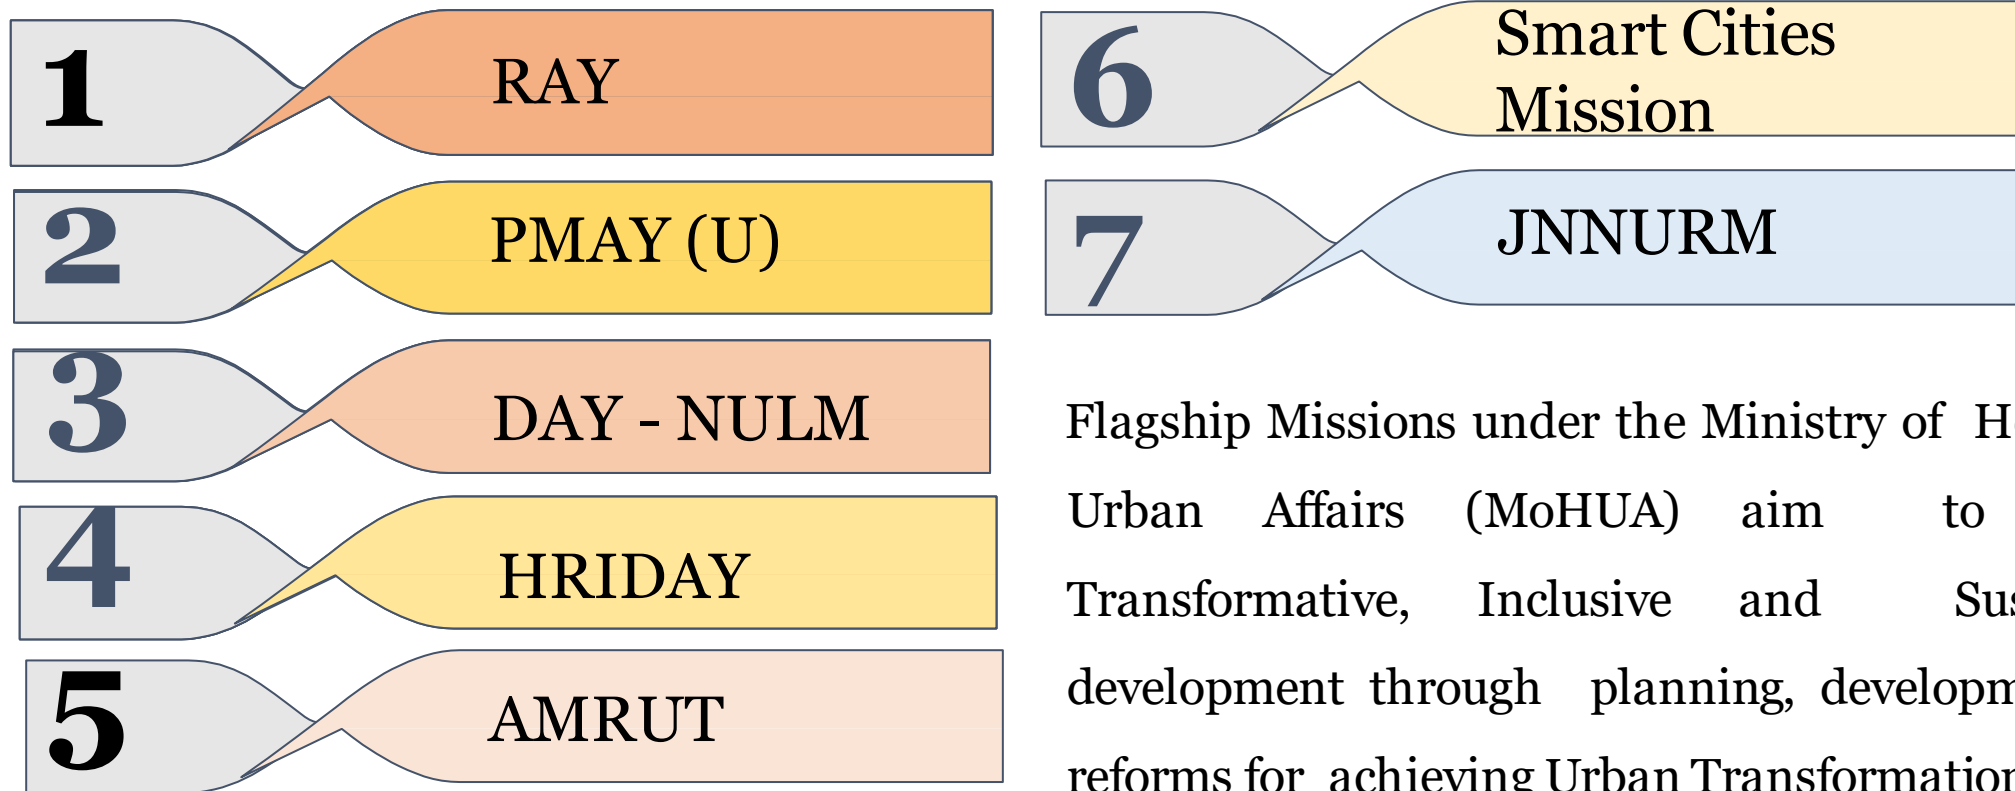 1 RAY
2 PMAY (U)
3 DAY - NULM
4 HRIDAY
5 AMRUT
6 Smart Cities
Mission
7 JNNURM
Flagship Missions under the Ministry of
Urban Affairs (MoHUA) aim to
Transformative, Inclusive and
development through planning,
reforms for achieving Urban Transformation